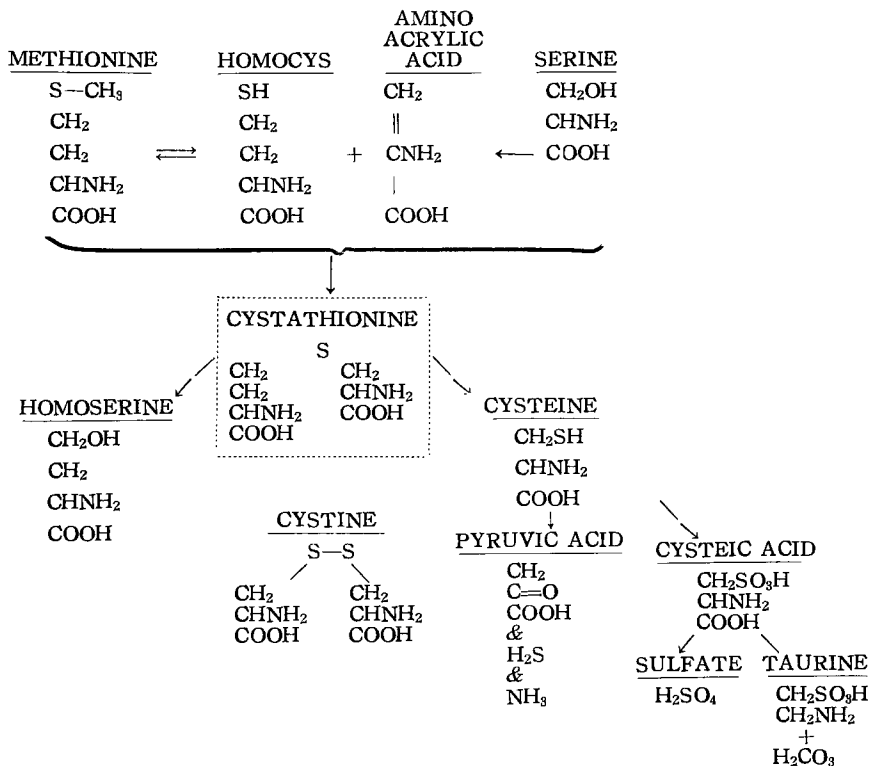 AMINO
ACRYLIC
METHIONINE HOMOCYS ACID SERINE
S—CH₃ SH CH₂ CH₂OH
CH₂ CH₂ || CHNH₂
CH₂ ⇌ CH₂ + CNH₂ ← COOH
CHNH₂ CHNH₂ |
COOH COOH COOH
CYSTATHIONINE
S
CH₂ CH₂
CH₂ CHNH₂
CHNH₂ COOH
COOH
HOMOSERINE
CH₂OH
CH₂
CHNH₂
COOH
CYSTEINE
CH₂SH
CHNH₂
COOH
CYSTINE
S—S
CH₂ CH₂
CHNH₂ CHNH₂
COOH COOH
PYRUVIC ACID
CH₂
C=O
COOH
&
H₂S
&
NH₃
CYSTEIC ACID
CH₂SO₃H
CHNH₂
COOH
SULFATE
H₂SO₄
TAURINE
CH₂SO₃H
CH₂NH₂
+
H₂CO₃